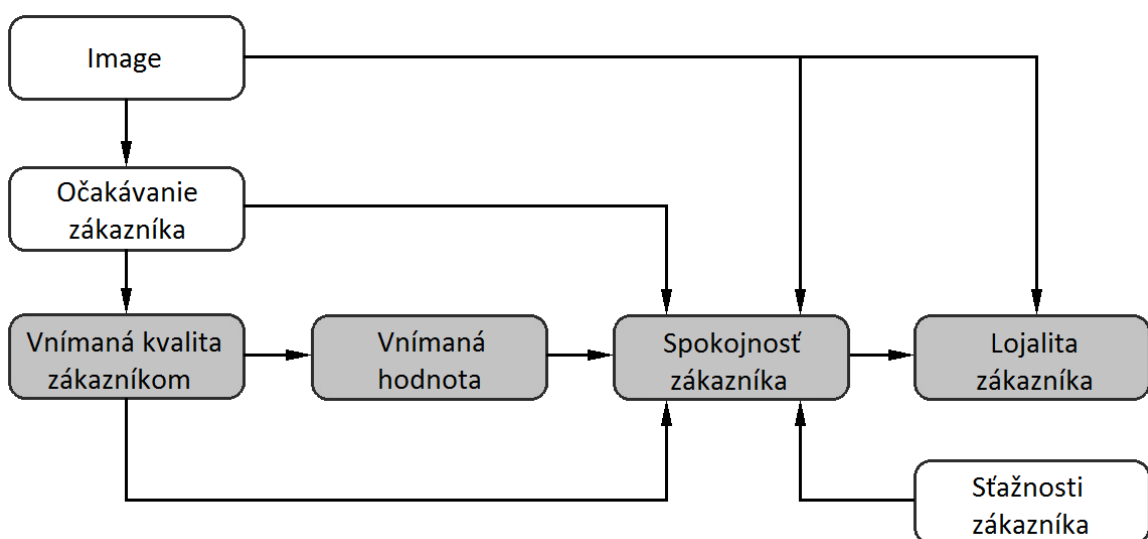 Image
Očakávanie
zákazníka
Vnímaná kvalita
zákazníkom
Vnímaná
hodnota
Spokojnosť
zákazníka
Lojalita
zákazníka
Sťažnosti
zákazníka